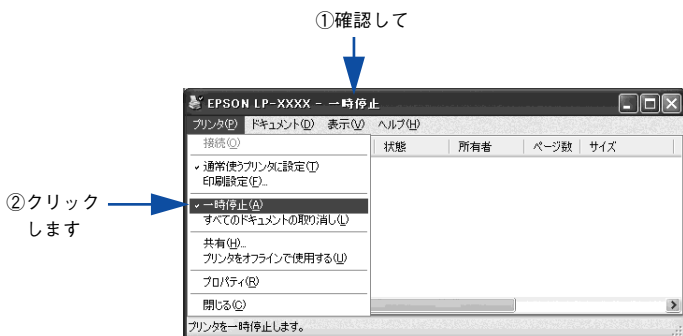 ①確認して
EPSON LP-XXXX - 一時停止
プリンタ(P) ドキュメント(D) 表示(V) ヘルプ(H)
接続(O)
状態 所有者 ページ数 サイズ
✓通常使うプリンタに設定(T)
印刷設定(F)...
②クリック
します
✓一時停止(A)
すべてのドキュメントの取り消し(L)
共有(H)...
プリンタをオフラインで使用する(U)
プロパティ(R)
閉じる(C)
プリンタを一時停止します。